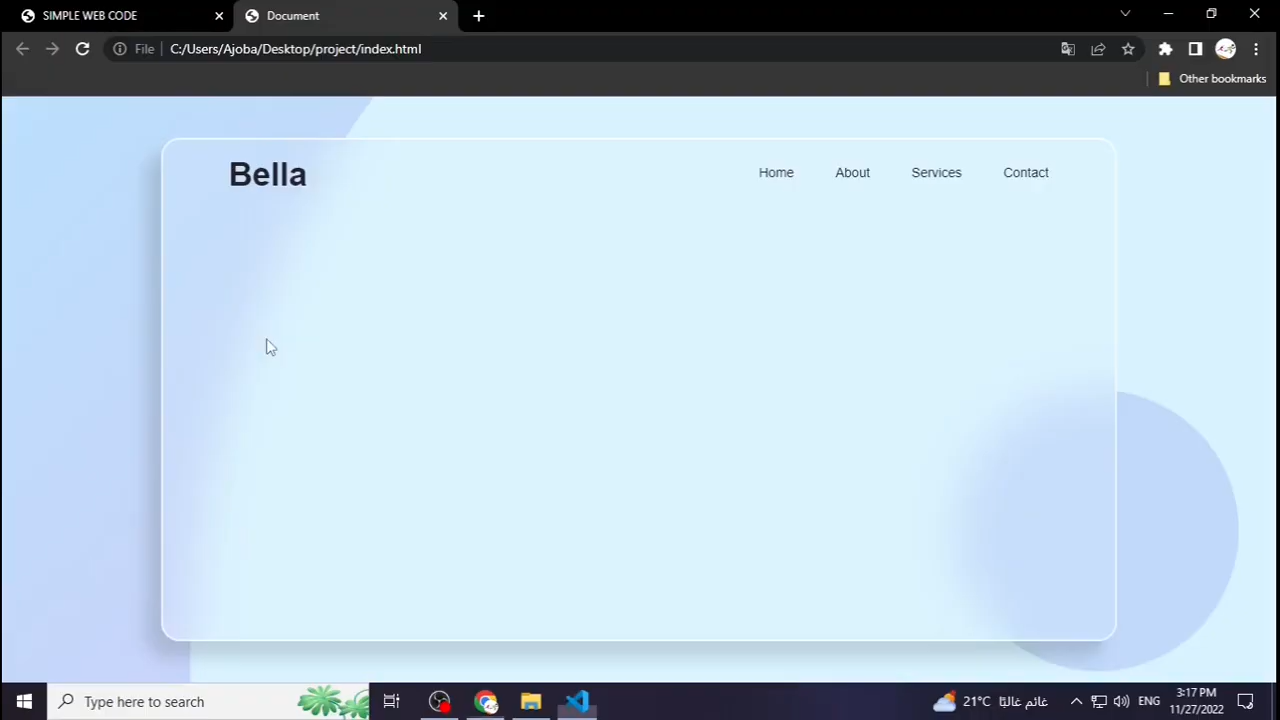 SIMPLE WEB CODE
Document
File
C:/Users/Ajoba/Desktop/project/index.html
Other bookmarks
Bella
Home
About
Services
Contact
Type here to search
21°C غائم غالبًا
ENG
3:17 PM
11/27/2022